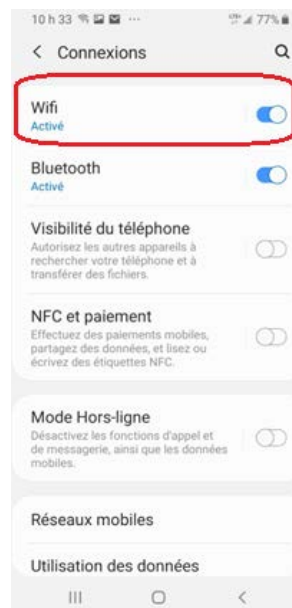 10 h 33
77%
Connexions
Wifi
Activé
Bluetooth
Activé
Visibilité du téléphone
Autorisez les autres appareils à
rechercher votre téléphone et à
transférer des fichiers.
NFC et paiement
Effectuez des paiements mobiles,
partagez des données, et lisez ou
écrivez des étiquettes NFC.
Mode Hors-ligne
Désactivez les fonctions d'appel et
de messagerie, ainsi que les données
mobiles.
Réseaux mobiles
Utilisation des données